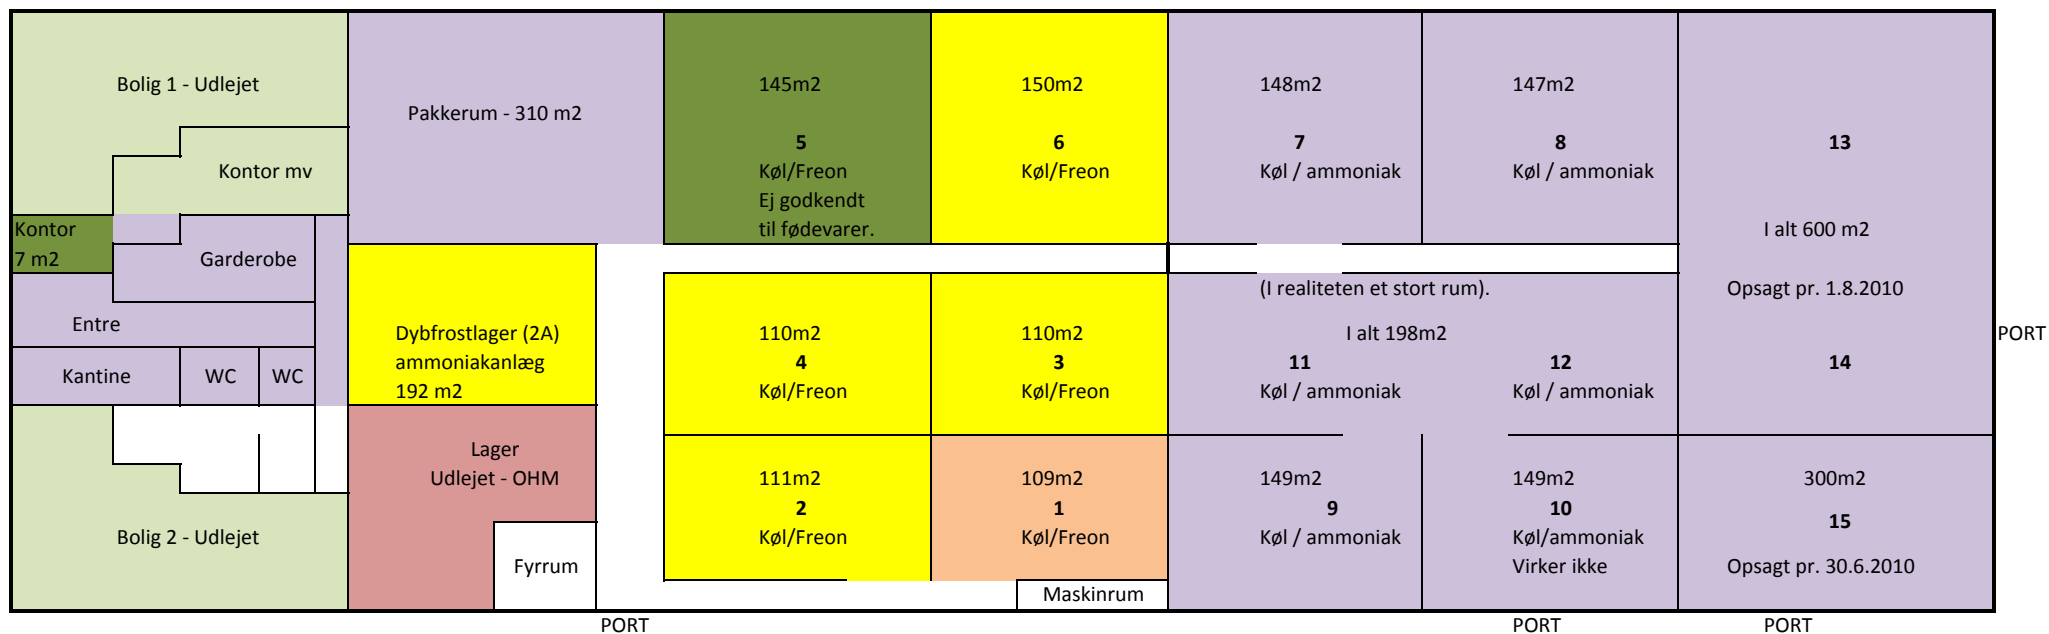 Bolig 1 - Udlejet
Kontor mv
Kontor
7 m2
Garderobe
Entre
Kantine
WC
WC
Bolig 2 - Udlejet
Pakkerum - 310 m2
Dybfrostlager (2A)
ammoniakanlæg
192 m2
Lager
Udlejet - OHM
Fyrrum
145m2
5
Køl/Freon
Ej godkendt
til fødevarer.
150m2
6
Køl/Freon
148m2
7
Køl / ammoniak
147m2
8
Køl / ammoniak
13
I alt 600 m2
Opsagt pr. 1.8.2010
14
110m2
4
Køl/Freon
110m2
3
Køl/Freon
(I realiteten et stort rum).
I alt 198m2
11
Køl / ammoniak
12
Køl / ammoniak
PORT
111m2
2
Køl/Freon
109m2
1
Køl/Freon
Maskinrum
149m2
9
Køl / ammoniak
149m2
10
Køl/ammoniak
Virker ikke
300m2
15
Opsagt pr. 30.6.2010
PORT
PORT
PORT